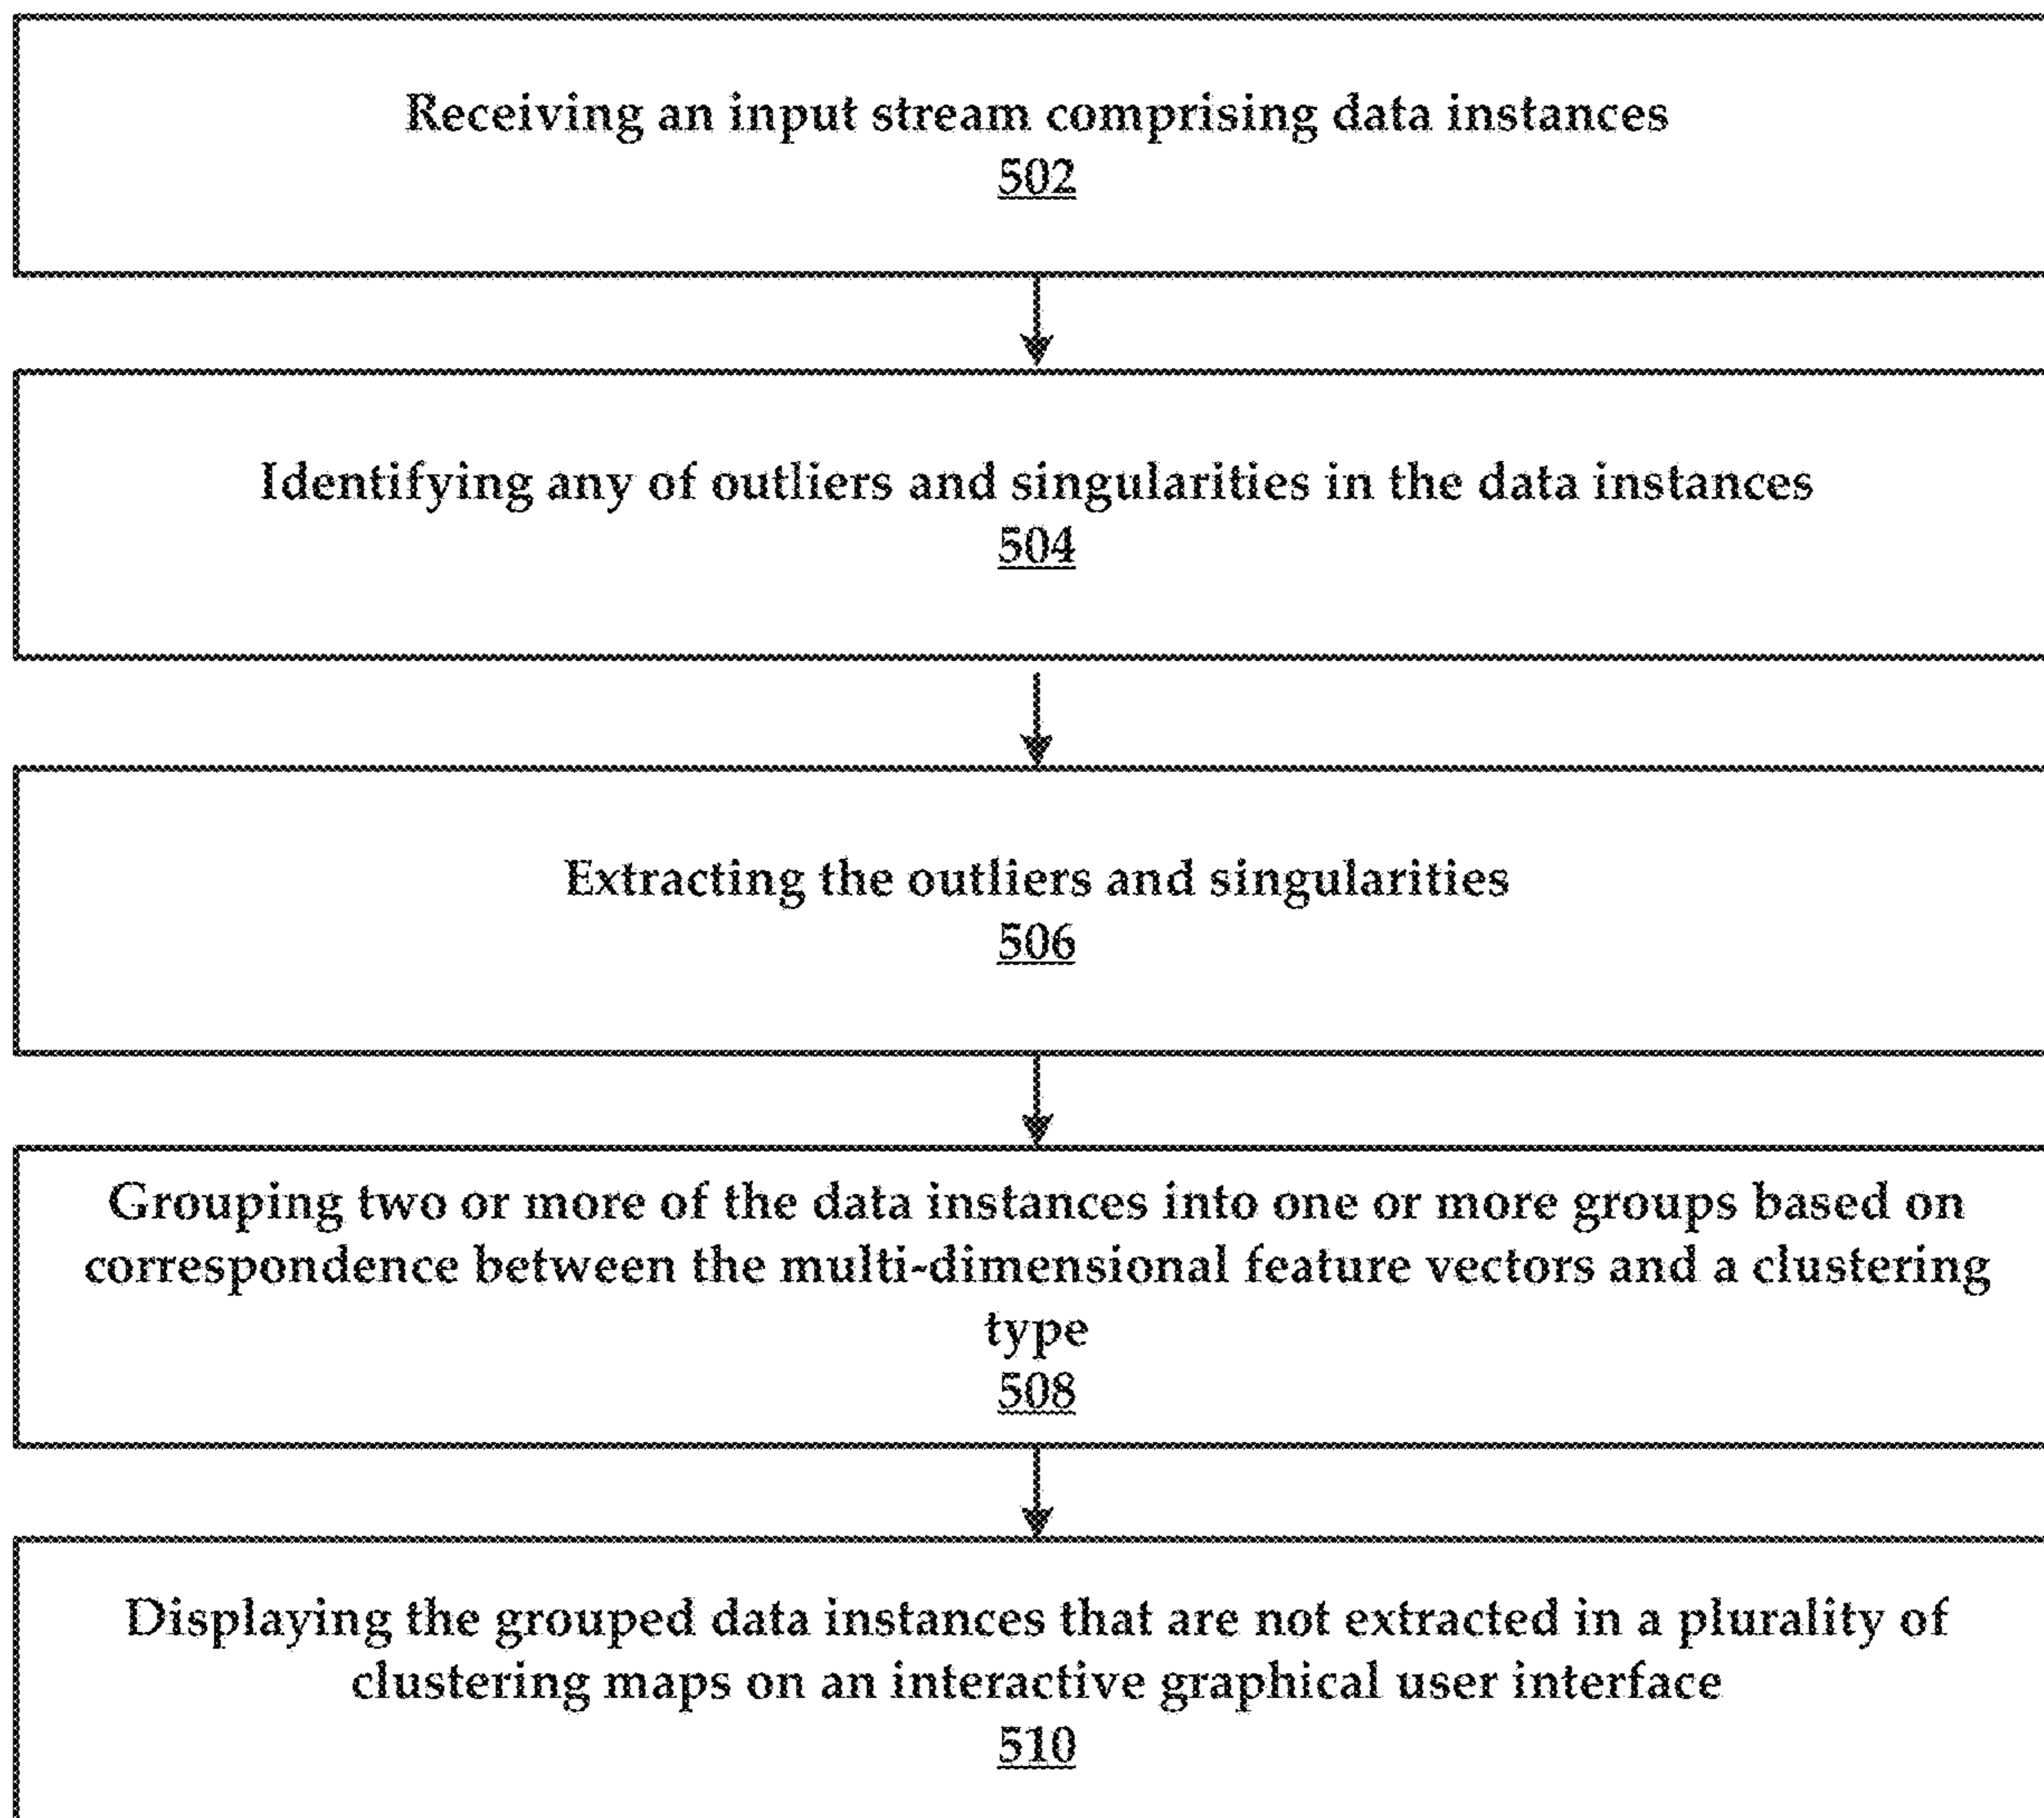 Receiving an input stream comprising data instances
502
Identifying any of outliers and singularities in the data instances
504
Extracting the outliers and singularities
506
Grouping two or more of the data instances into one or more groups based on
correspondence between the multi-dimensional feature vectors and a clustering
type
508
Displaying the grouped data instances that are not extracted in a plurality of
clustering maps on an interactive graphical user interface
510